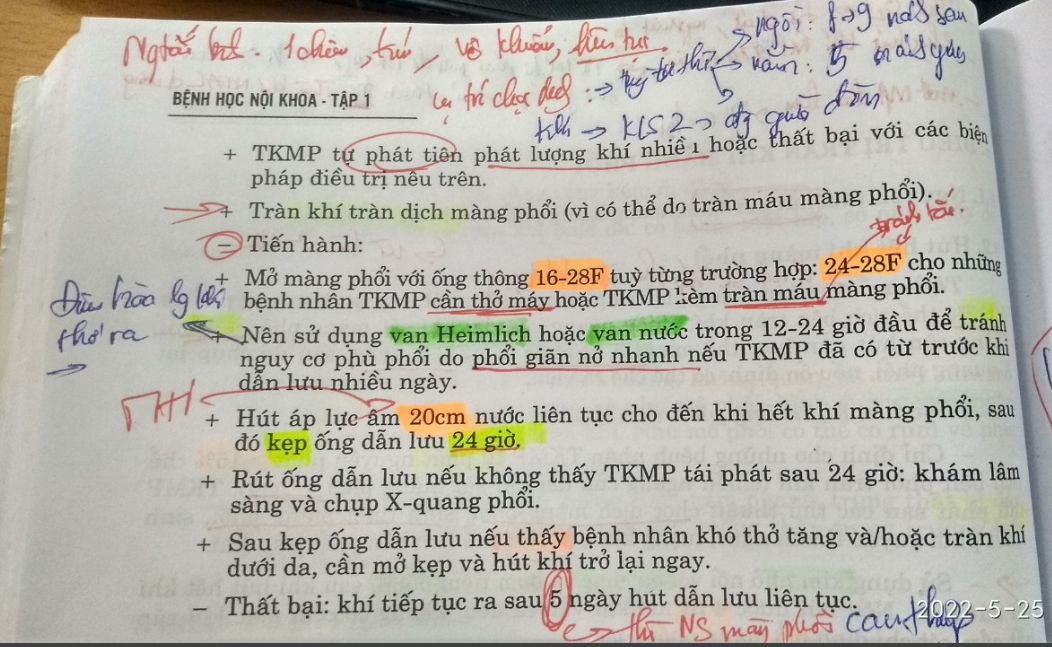 Ngtắc . 1 chiều, kín, vô khuẩn, liên tục.
ngồi: 8→9 nách sau
vị trí chọc dịch :→ tuỳ tư thế → nằm: 5 nách giữa
Khí → KLS 2 → đg giữa đòn
BỆNH HỌC NỘI KHOA - TẬP 1
+ TKMP tự phát tiên phát lượng khí nhiều hoặc thất bại với các biện
pháp điều trị nêu trên.
+ Tràn khí tràn dịch màng phổi (vì có thể do tràn máu màng phổi).
tránh tắc.
− Tiến hành:
+ Mở màng phổi với ống thông 16-28F tuỳ từng trường hợp: 24-28F cho những
bệnh nhân TKMP cần thở máy hoặc TKMP kèm tràn máu màng phổi.
thở ra
+ Nên sử dụng van Heimlich hoặc van nước trong 12-24 giờ đầu để tránh
nguy cơ phù phổi do phổi giãn nở nhanh nếu TKMP đã có từ trước khi
dẫn lưu nhiều ngày.
+ Hút áp lực âm 20cm nước liên tục cho đến khi hết khí màng phổi, sau
đó kẹp ống dẫn lưu 24 giờ.
+ Rút ống dẫn lưu nếu không thấy TKMP tái phát sau 24 giờ: khám lâm
sàng và chụp X-quang phổi.
+ Sau kẹp ống dẫn lưu nếu thấy bệnh nhân khó thở tăng và/hoặc tràn khí
dưới da, cần mở kẹp và hút khí trở lại ngay.
− Thất bại: khí tiếp tục ra sau 5 ngày hút dẫn lưu liên tục.
→ thì NS màng phổi can thiệp
2022-5-25